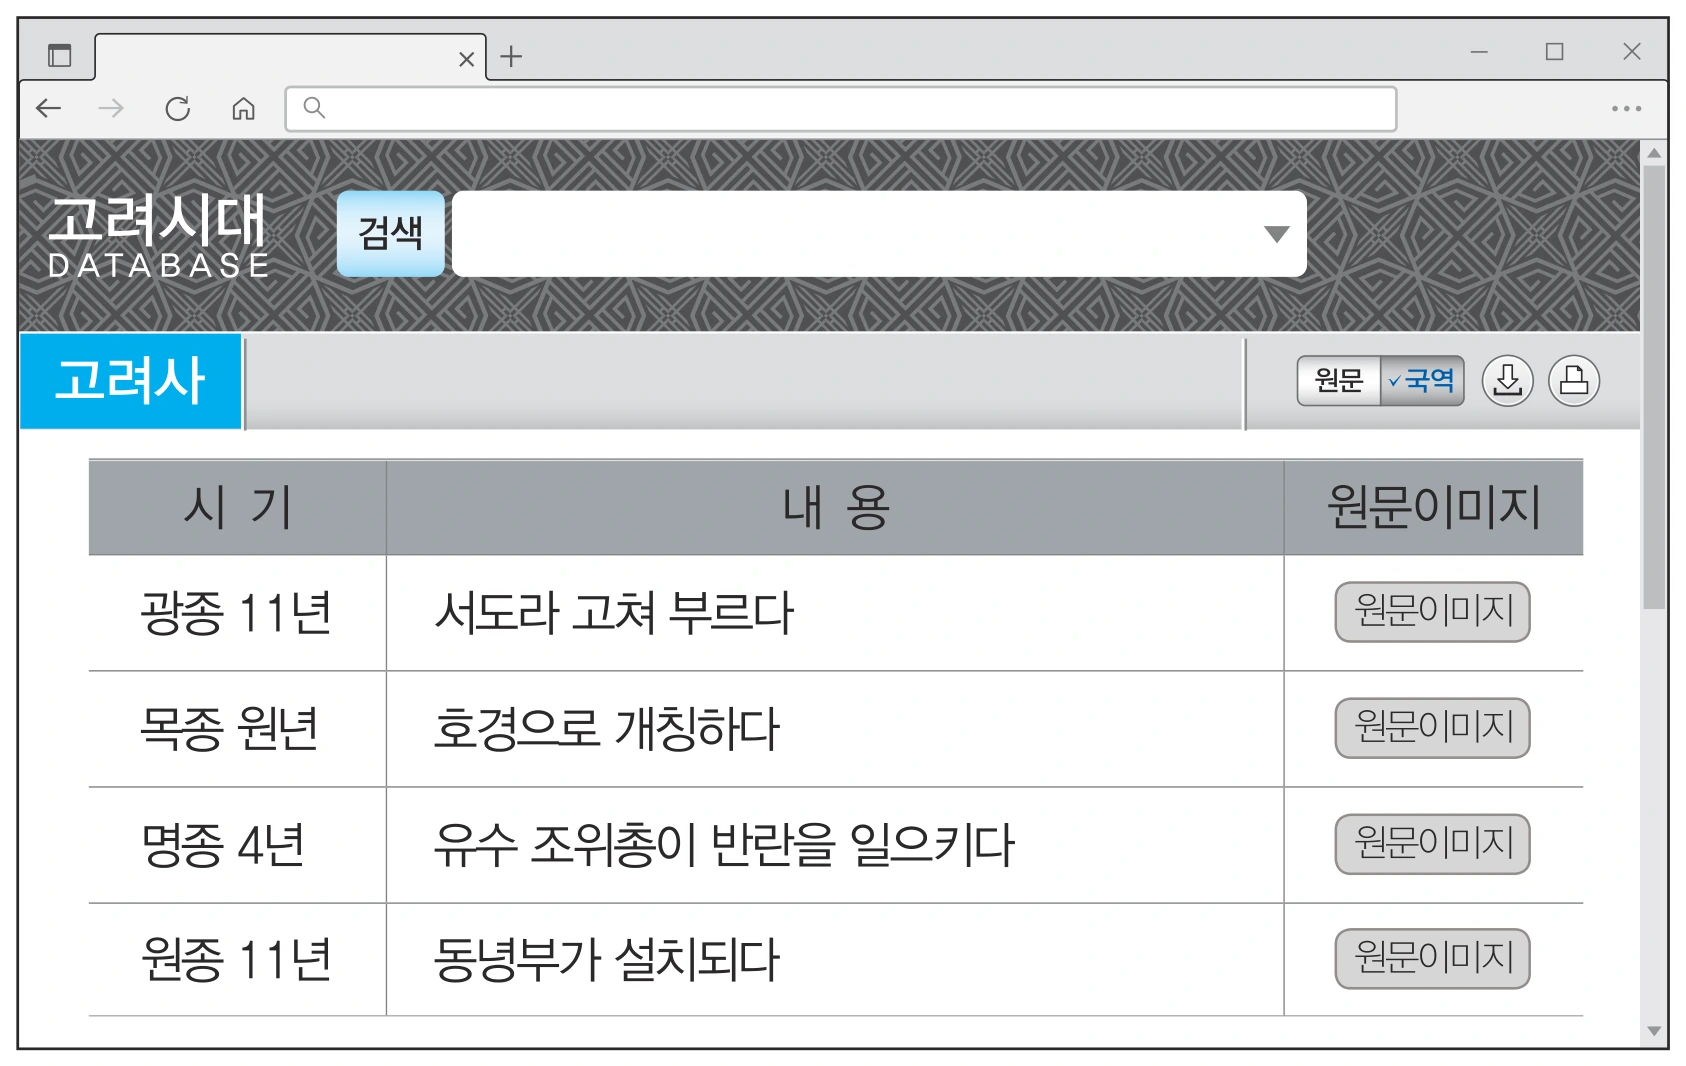 고려시대
DATABASE
검색
고려사
원문 국역
시 기 내 용 원문이미지
광종 11년 서도라 고쳐 부르다 원문이미지
목종 원년 호경으로 개칭하다 원문이미지
명종 4년 유수 조위총이 반란을 일으키다 원문이미지
원종 11년 동녕부가 설치되다 원문이미지